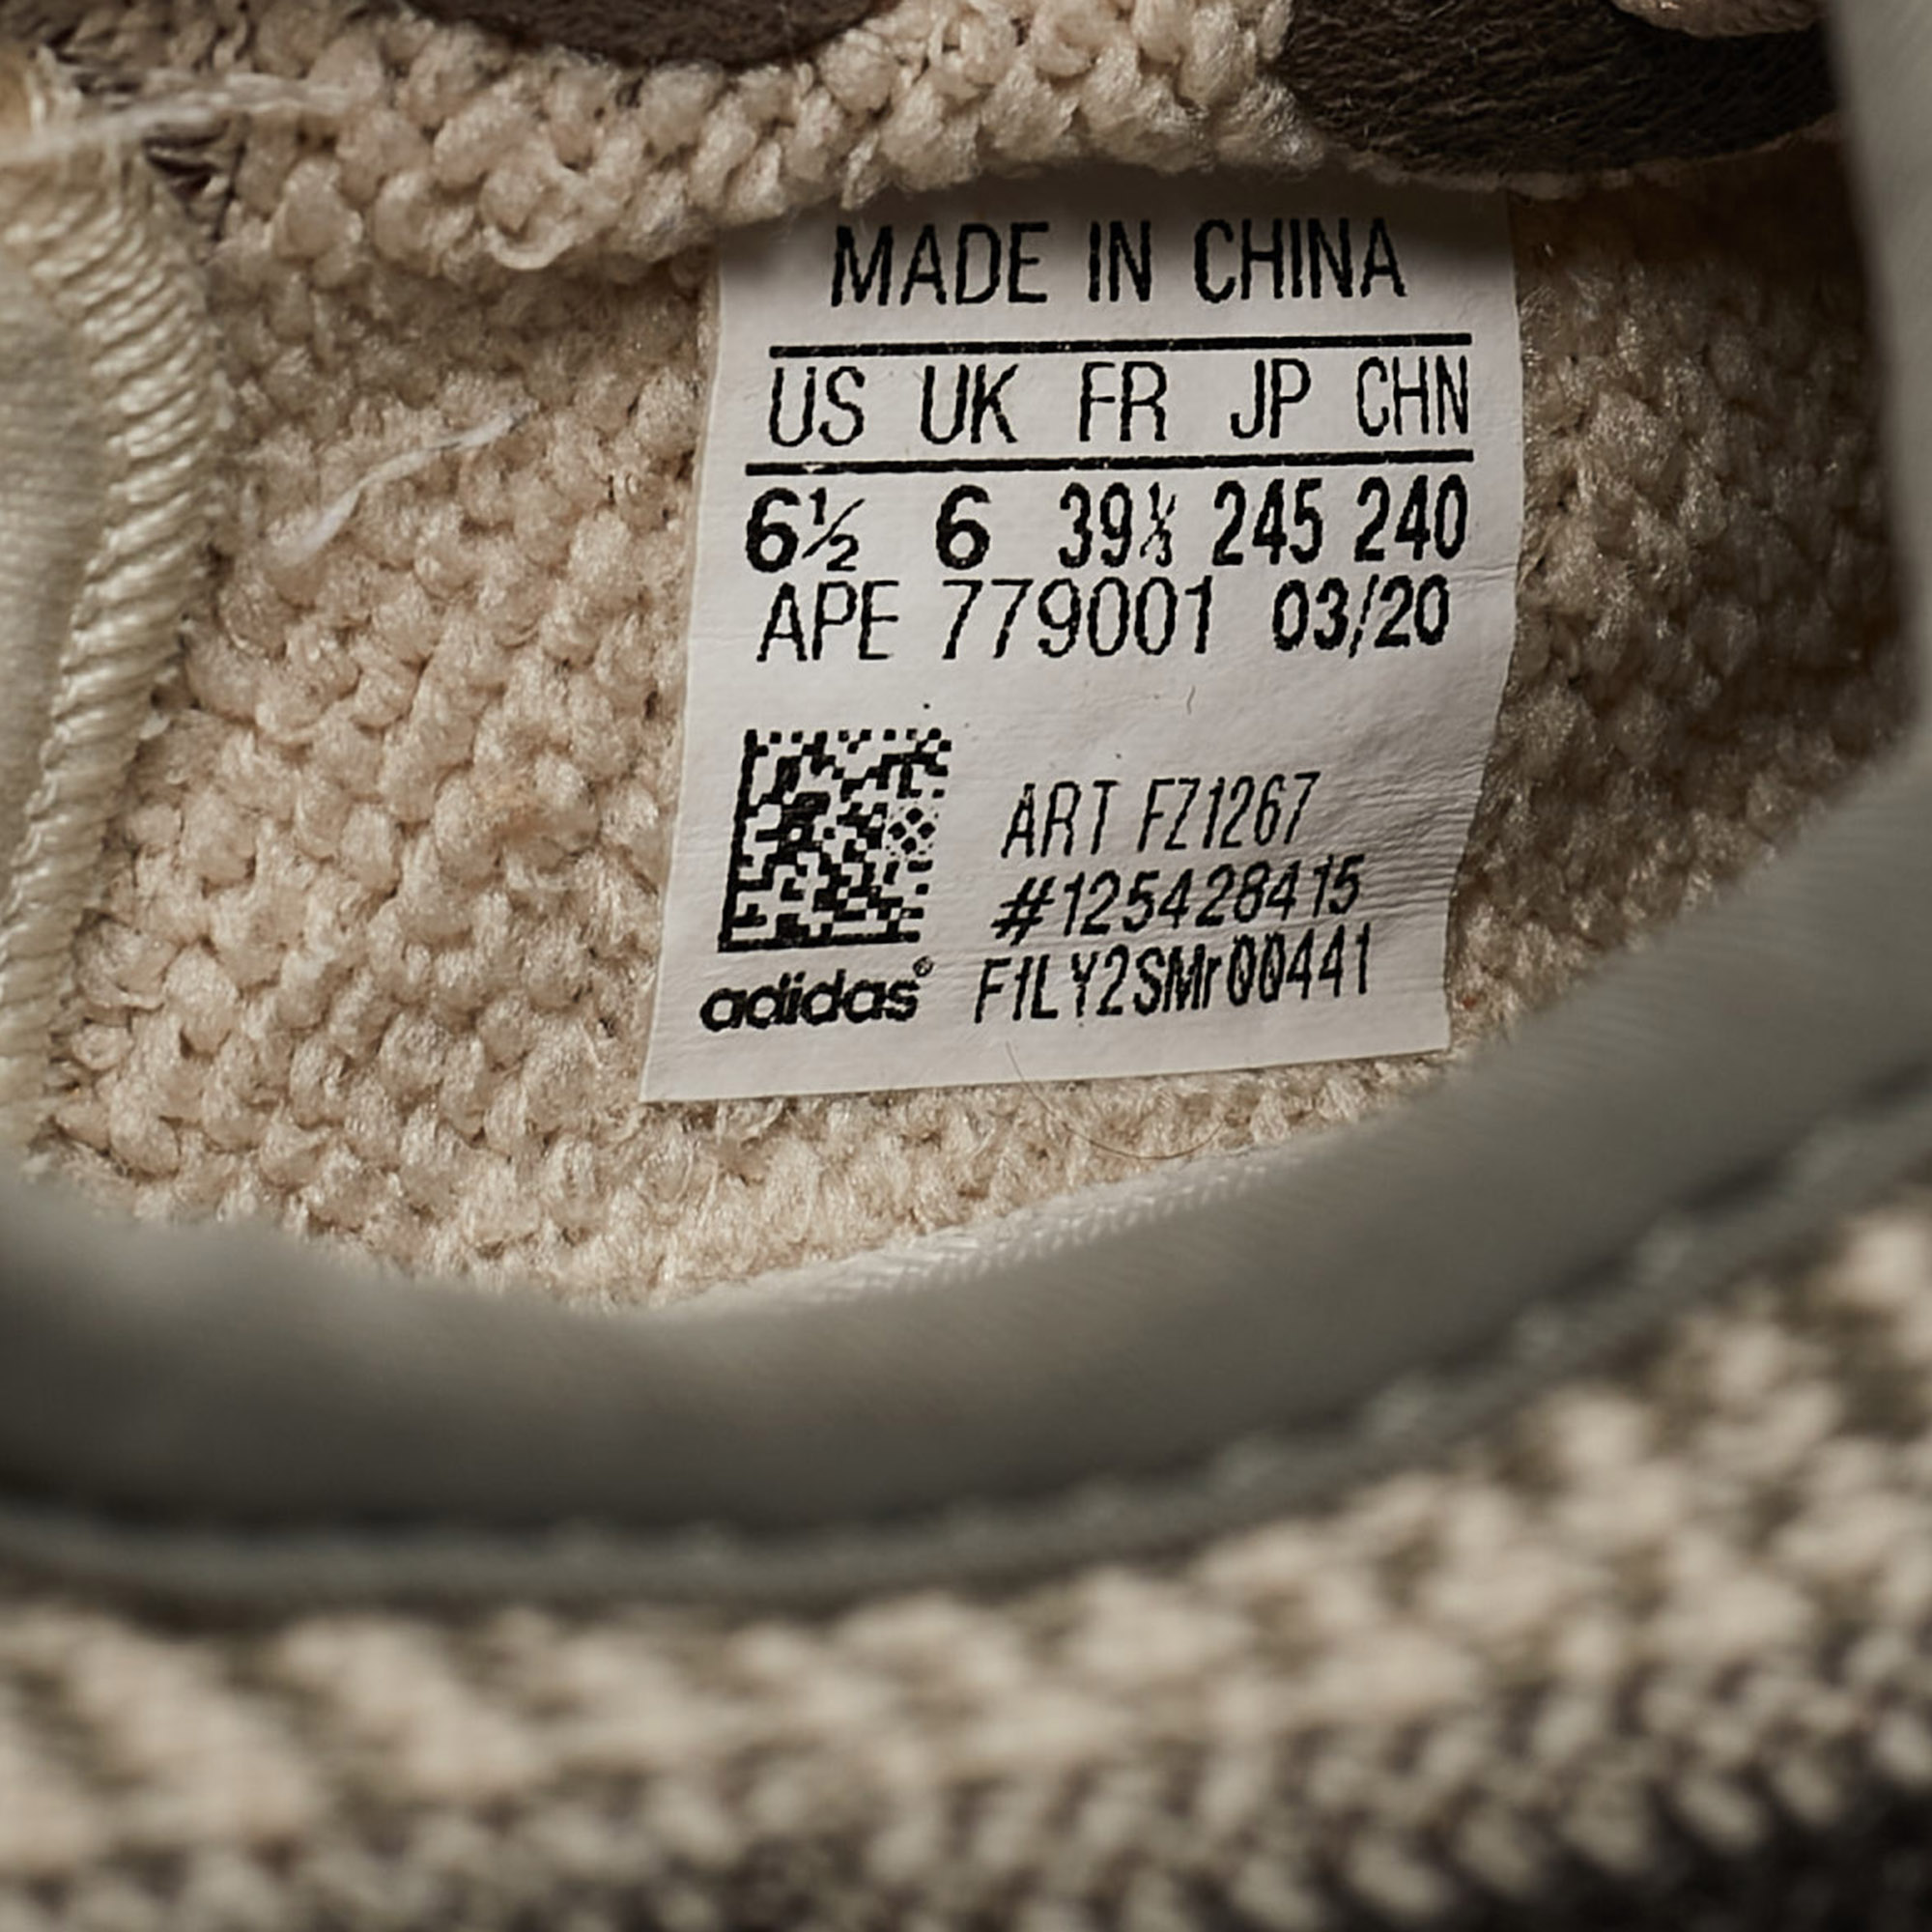 MADE IN CHINA
US UK FR JP CHN
6½ 6 39⅓ 245 240
APE 779001 03/20
ART FZ1267
#125428415
adidas® F1LY2SMr00441